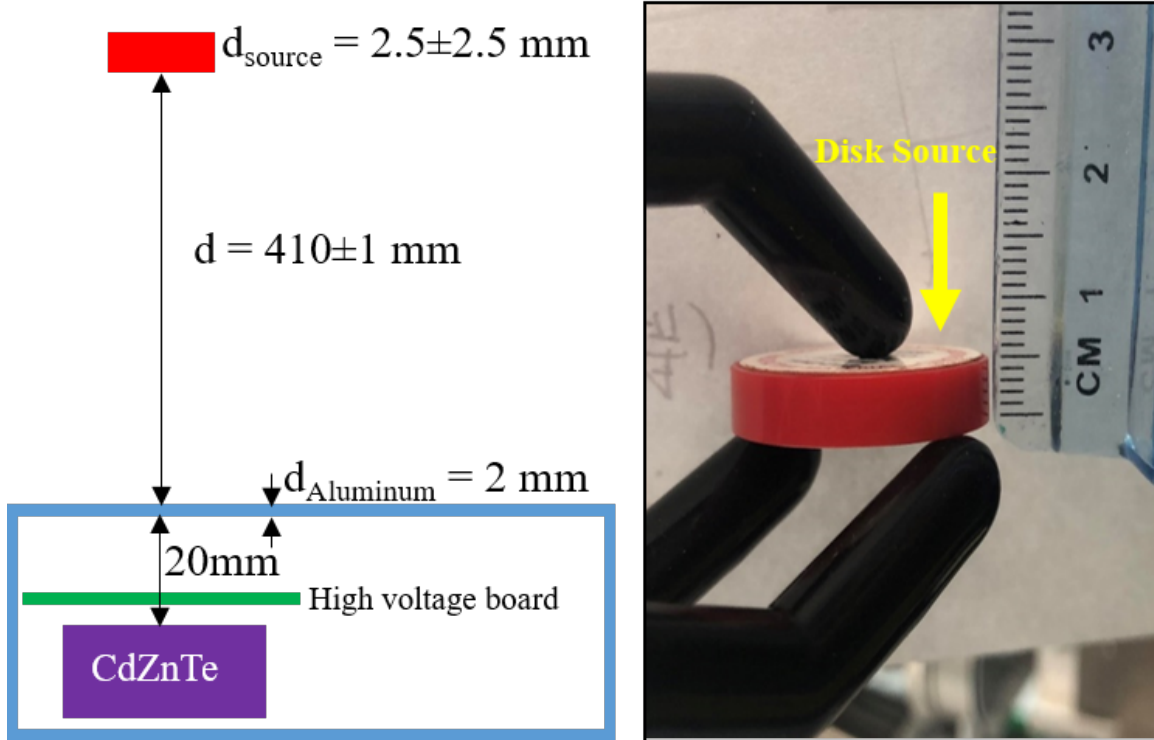 d_source = 2.5±2.5 mm
d = 410±1 mm
d_Aluminum = 2 mm
20mm
High voltage board
CdZnTe
Disk Source
3
2
1
CM
4E